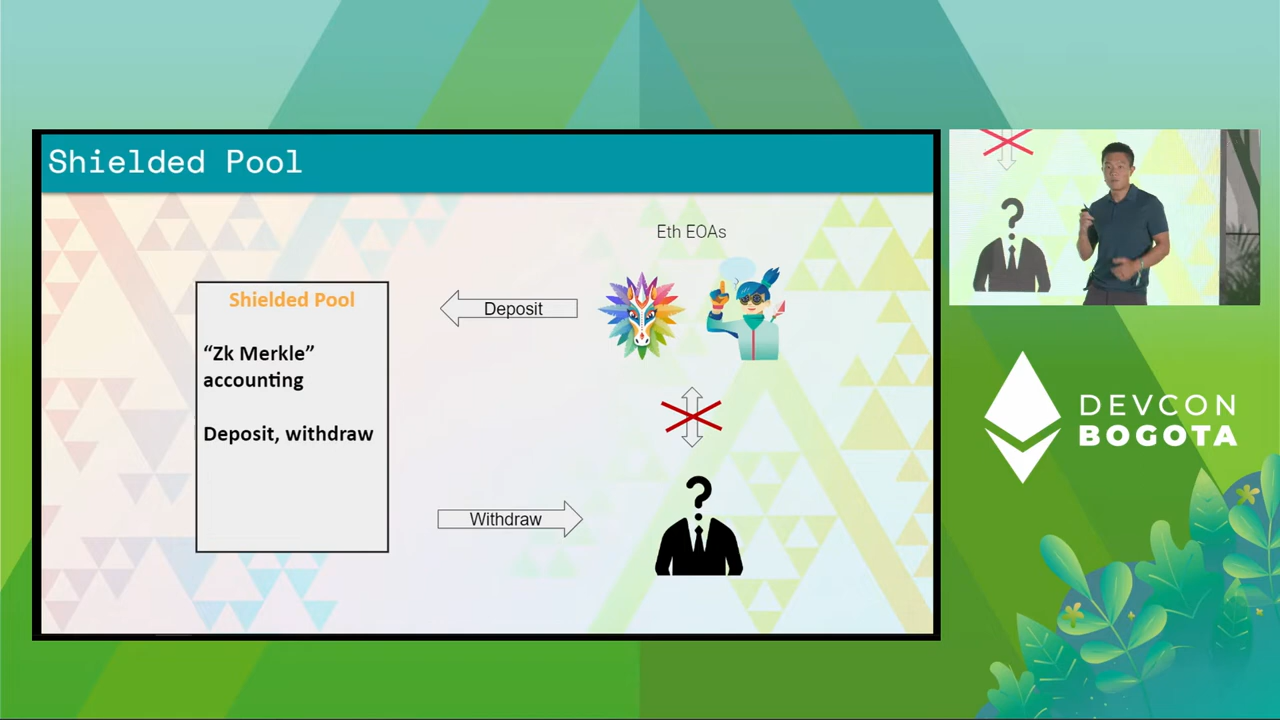 Shielded Pool
Eth EOAs
Shielded Pool
Deposit
“Zk Merkle”
accounting
Deposit, withdraw
Withdraw
?
?
DEVCON
BOGOTA